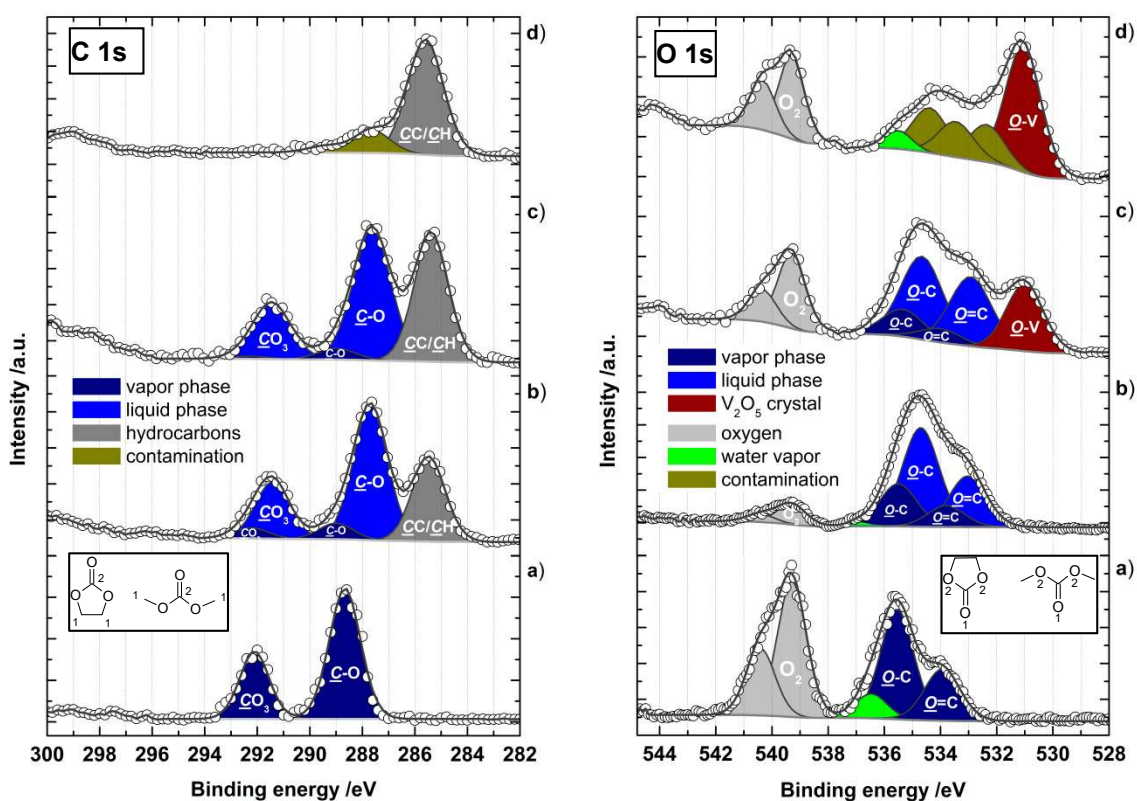 C 1s
d)
CC/CH
c)
CO3
C-O
C-O
CC/CH
vapor phase
liquid phase
hydrocarbons
contamination
b)
CO3
CO
C-O
C-O
CC/CH
a)
O
2
O
O
1
1
O
1
2
1
O
O
CO3
C-O
Intensity /a.u.
300 298 296 294 292 290 288 286 284 282
Binding energy /eV
O 1s
d)
O2
O-V
c)
O2
O-C
O-C
O=C
O=C
O-V
vapor phase
liquid phase
V2O5 crystal
oxygen
water vapor
contamination
b)
O2
O-C
O-C
O=C
O=C
a)
O
O
2
2
O
1
O
O
2
2
O
1
O2
O-C
O=C
Intensity /a.u.
544 542 540 538 536 534 532 530 528
Binding energy /eV